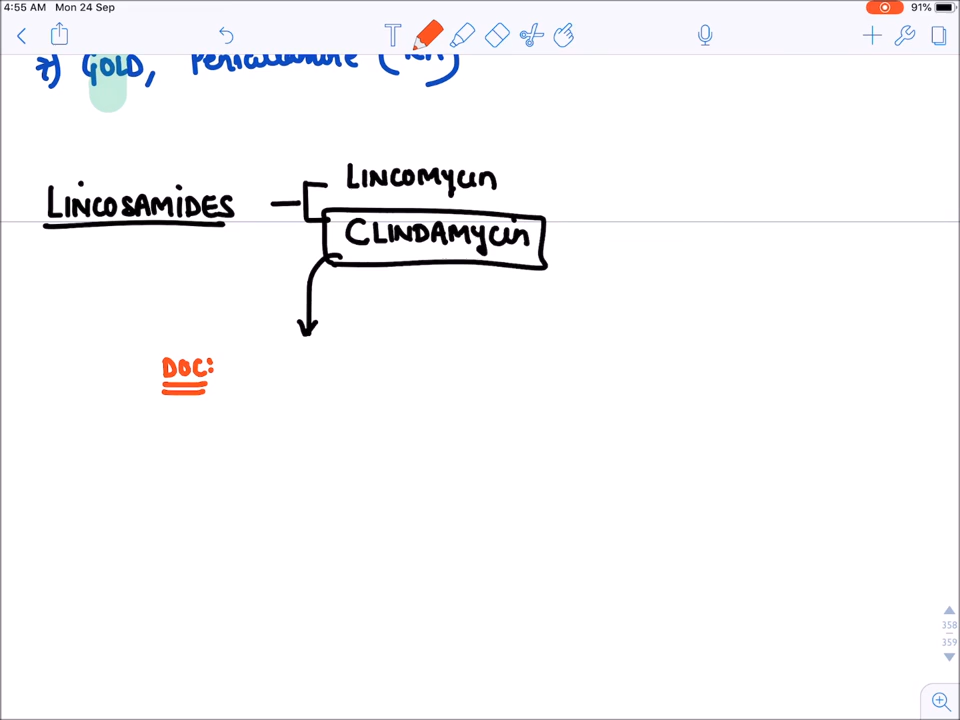 4:55 AM Mon 24 Sep 91%
T
7) GOLD,
LINCOSAMIDES
LINCOMYCIN
CLINDAMYCIN
DOC:
358
359